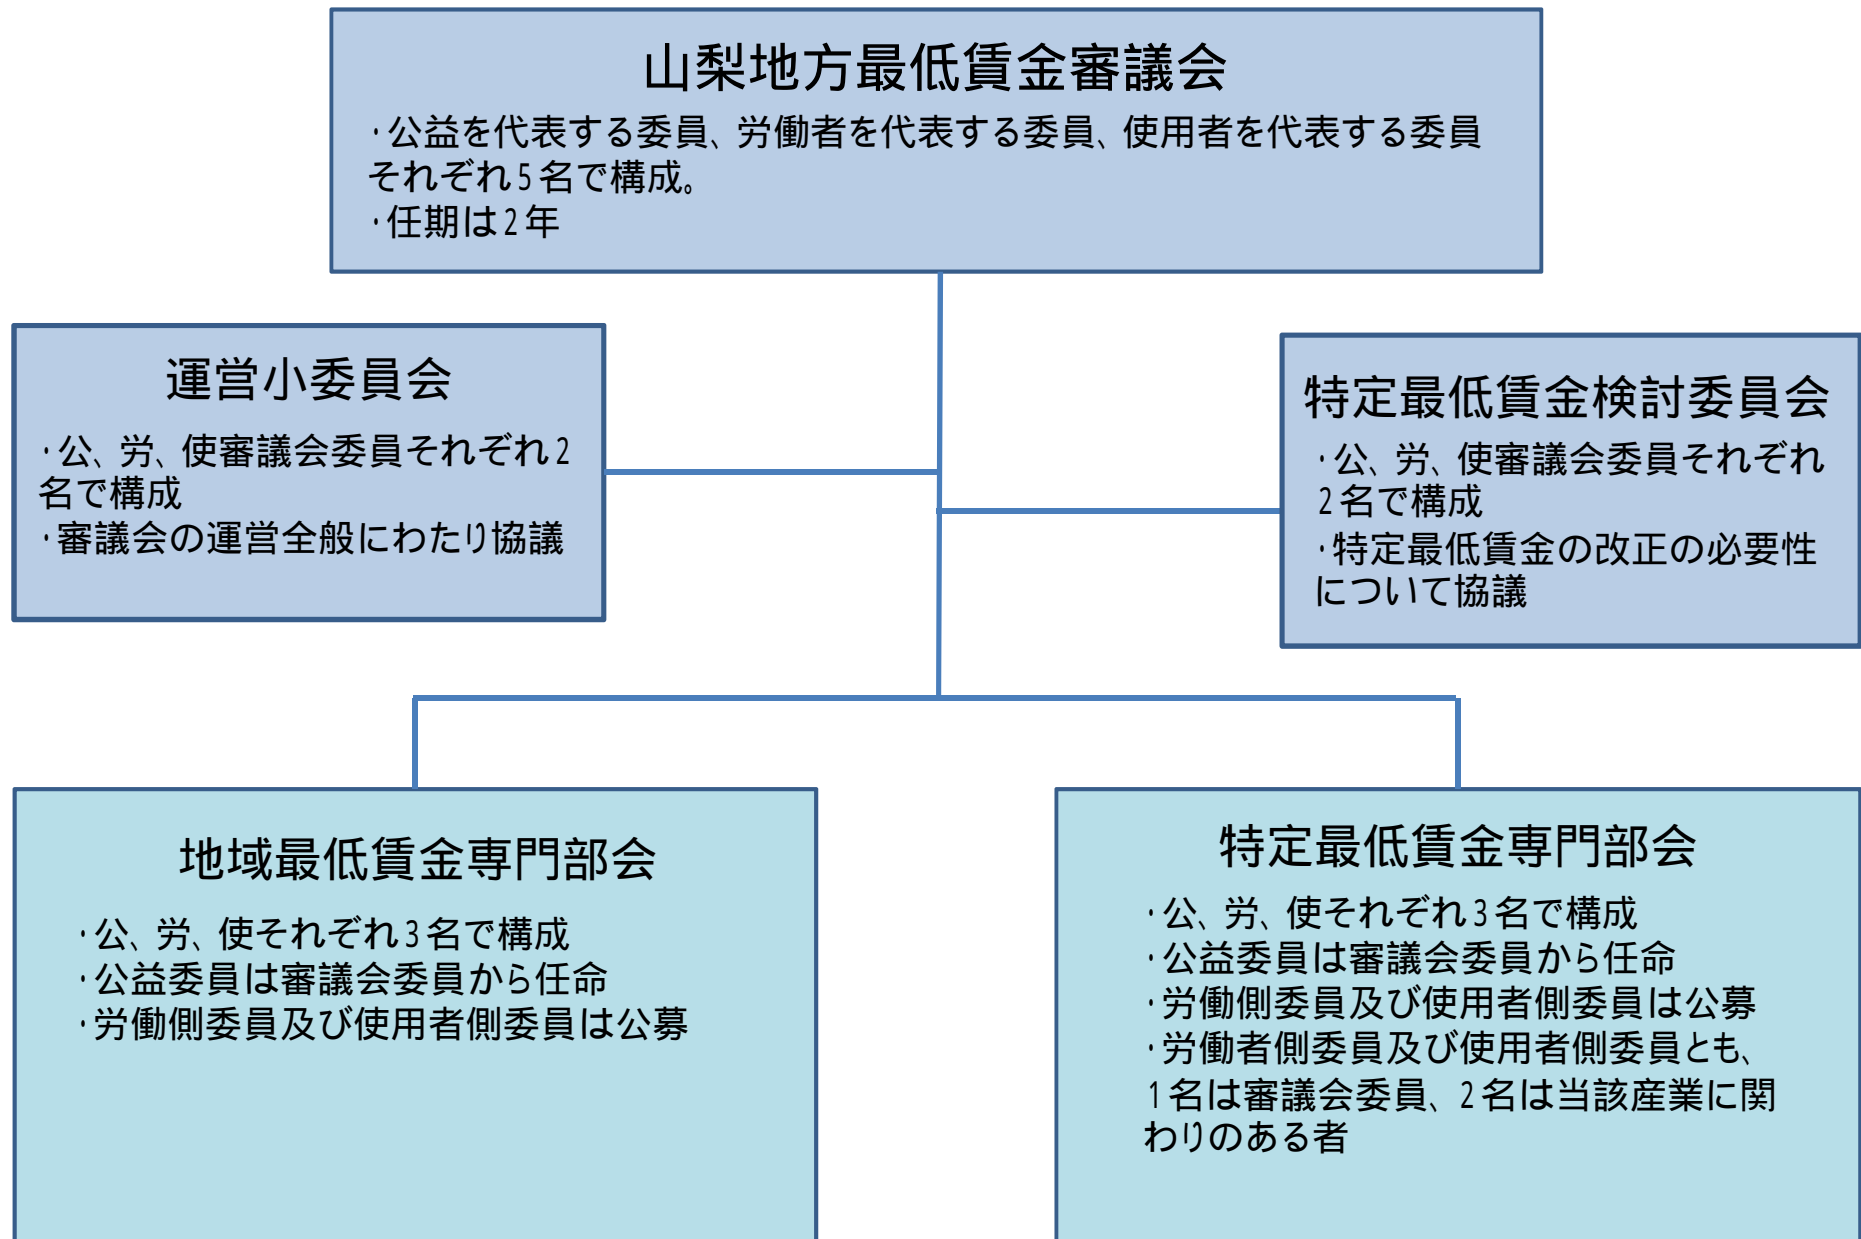 山梨地方最低賃金審議会
・公益を代表する委員、労働者を代表する委員、使用者を代表する委員
それぞれ5名で構成。
・任期は2年
運営小委員会
・公、労、使審議会委員それぞれ2
名で構成
・審議会の運営全般にわたり協議
特定最低賃金検討委員会
・公、労、使審議会委員それぞれ
2名で構成
・特定最低賃金の改正の必要性
について協議
地域最低賃金専門部会
・公、労、使それぞれ3名で構成
・公益委員は審議会委員から任命
・労働側委員及び使用者側委員は公募
特定最低賃金専門部会
・公、労、使それぞれ3名で構成
・公益委員は審議会委員から任命
・労働側委員及び使用者側委員は公募
・労働者側委員及び使用者側委員とも、
1名は審議会委員、2名は当該産業に関
わりのある者